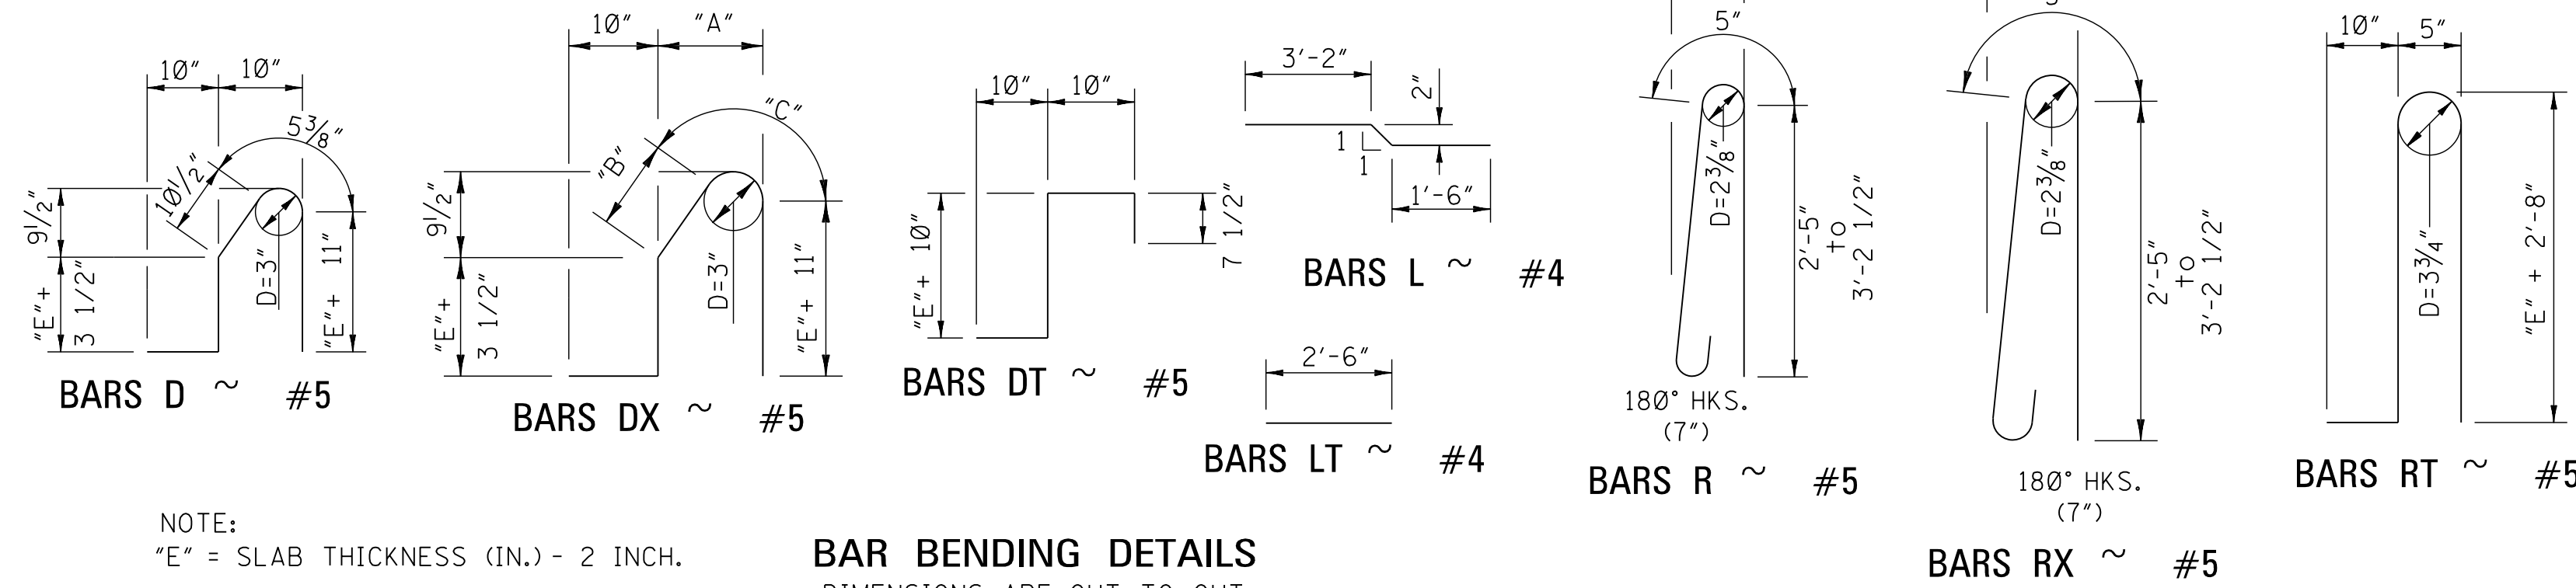 10" 10"
5 3/8"
10 1/2"
9 1/2"
"E"+
3 1/2"
D=3"
"E"+ 11"
BARS D ~ #5
10" "A"
"C"
"B"
9 1/2"
"E"+
3 1/2"
D=3"
"E"+ 11"
BARS DX ~ #5
10" 10"
"E"+ 10"
7 1/2"
BARS DT ~ #5
3'-2"
2"
1
1
1'-6"
BARS L ~ #4
2'-6"
BARS LT ~ #4
5"
D=2 3/8"
2'-5"
to
3'-2 1/2"
180° HKS.
(7")
BARS R ~ #5
D=2 3/8"
2'-5"
to
3'-2 1/2"
180° HKS.
(7")
BARS RX ~ #5
10" 5"
D=3 3/4"
"E" + 2'-8"
BARS RT ~ #5
NOTE:
"E" = SLAB THICKNESS (IN.) - 2 INCH.
BAR BENDING DETAILS
DIMENSIONS ARE OUT TO OUT